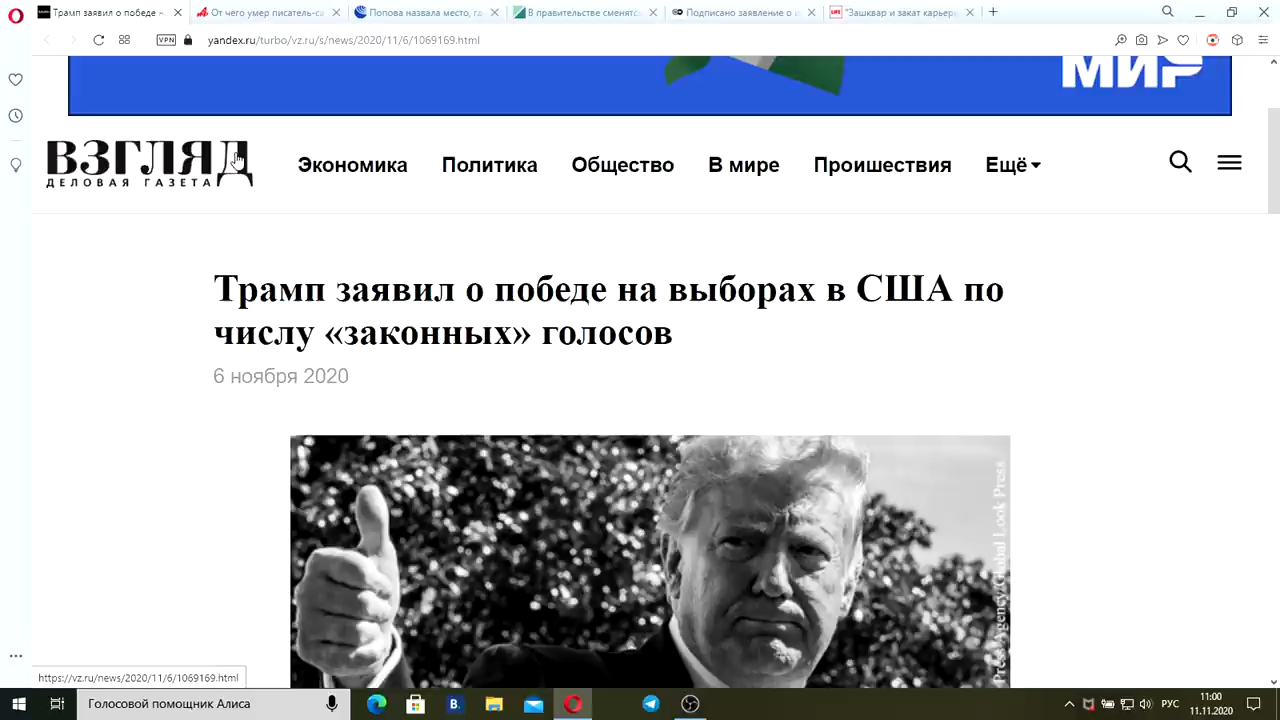 Трамп заявил о победе н
От чего умер писатель-са
Попова назвала место, га
В правительстве сменятс
Подписано заявление о
"Зашквар и закат карьер
VPN
yandex.ru/turbo/vz.ru/s/news/2020/11/6/1069169.html
МИР
ВЗГЛЯД
ДЕЛОВАЯ ГАЗЕТА
Экономика
Политика
Общество
В мире
Проишествия
Ещё
Трамп заявил о победе на выборах в США по
числу «законных» голосов
6 ноября 2020
Press Agency/Global Look Press
https://vz.ru/news/2020/11/6/1069169.html
Голосовой помощник Алиса
B.
РУС
11:00
11.11.2020